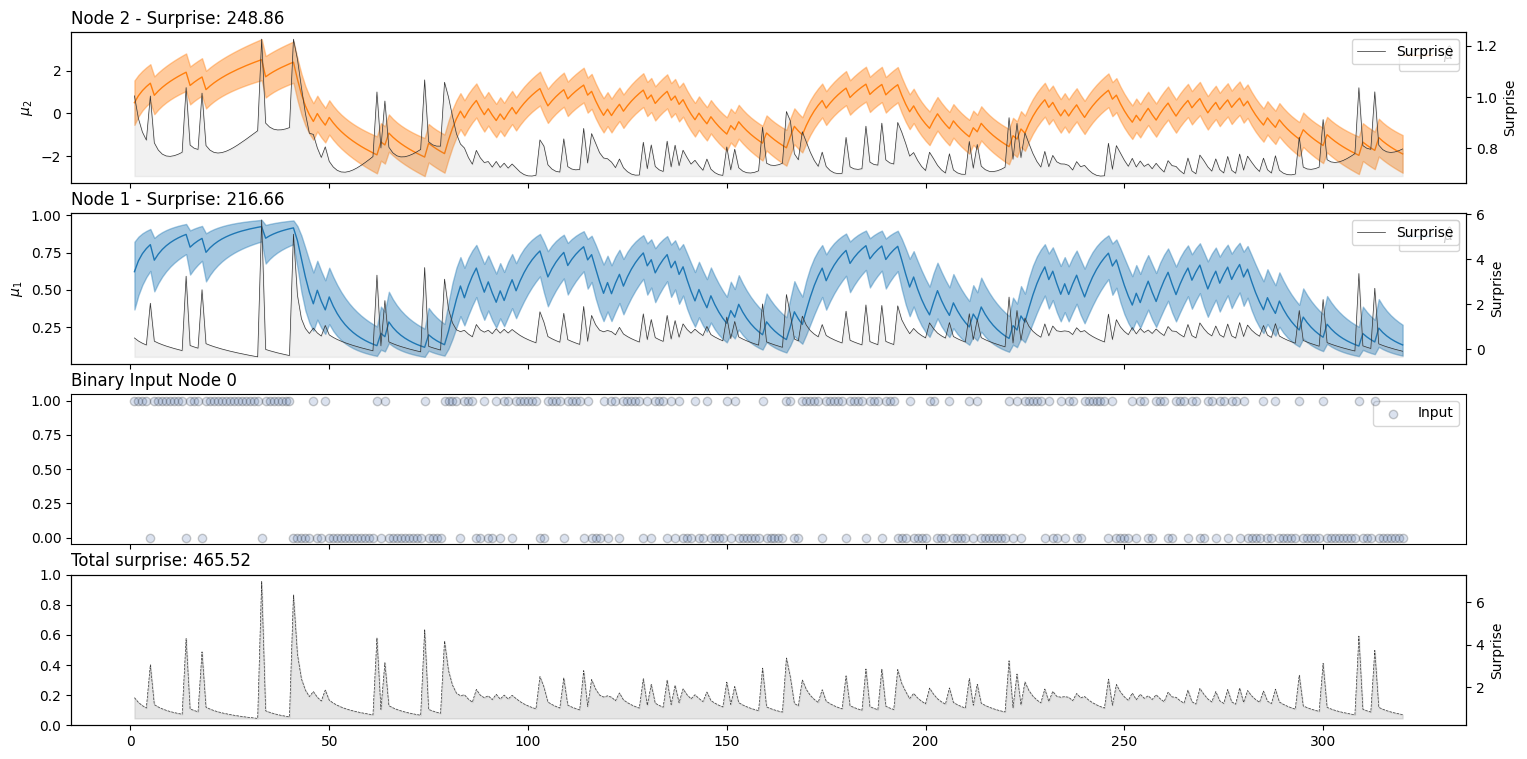 Node 2 - Surprise: 248.86
Surprise
1.2
1.0
0.8
2
0
−2
μ2
Surprise
Node 1 - Surprise: 216.66
Surprise
1.00
0.75
0.50
0.25
μ1
6
4
2
0
Surprise
Binary Input Node 0
Input
1.00
0.75
0.50
0.25
0.00
Total surprise: 465.52
1.0
0.8
0.6
0.4
0.2
0.0
6
4
2
Surprise
0 50 100 150 200 250 300